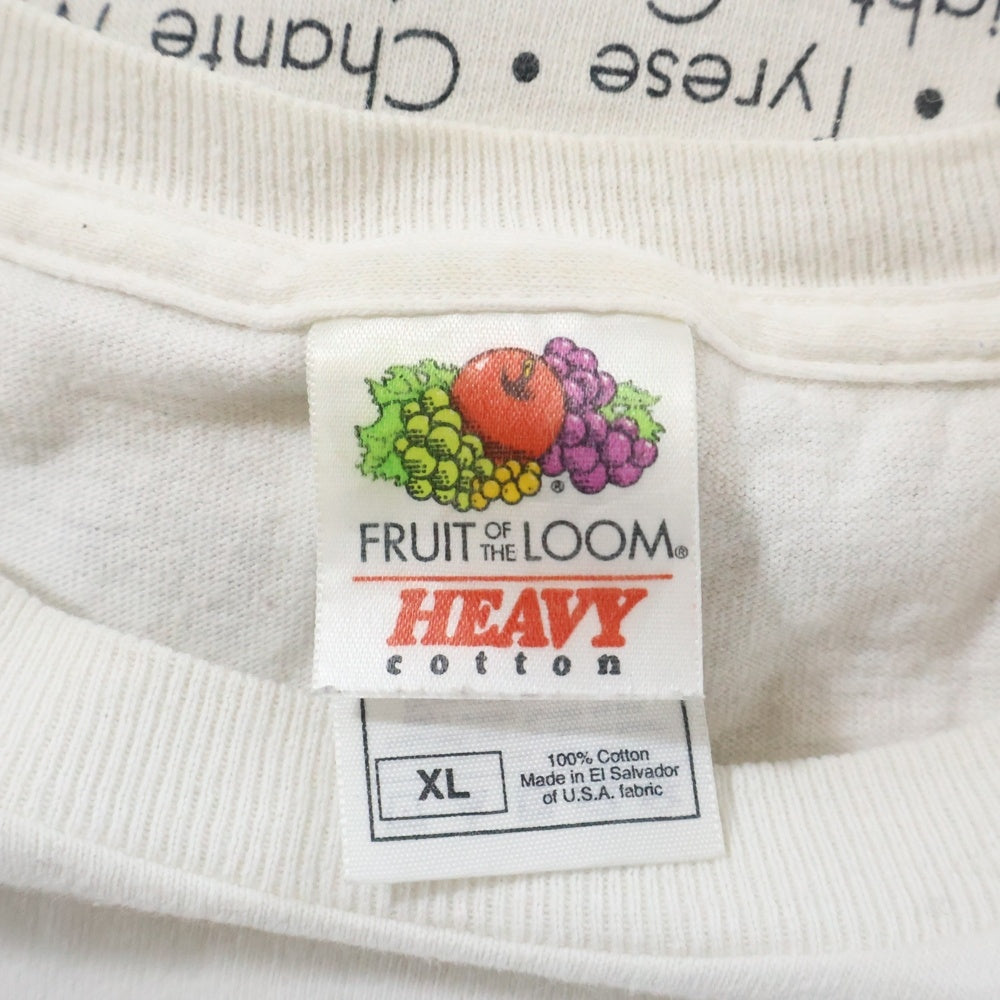 Chante
• Tyrese •
®
FRUIT OF THE LOOM®
HEAVY
cotton
XL
100% Cotton
Made in El Salvador
of U.S.A. fabric